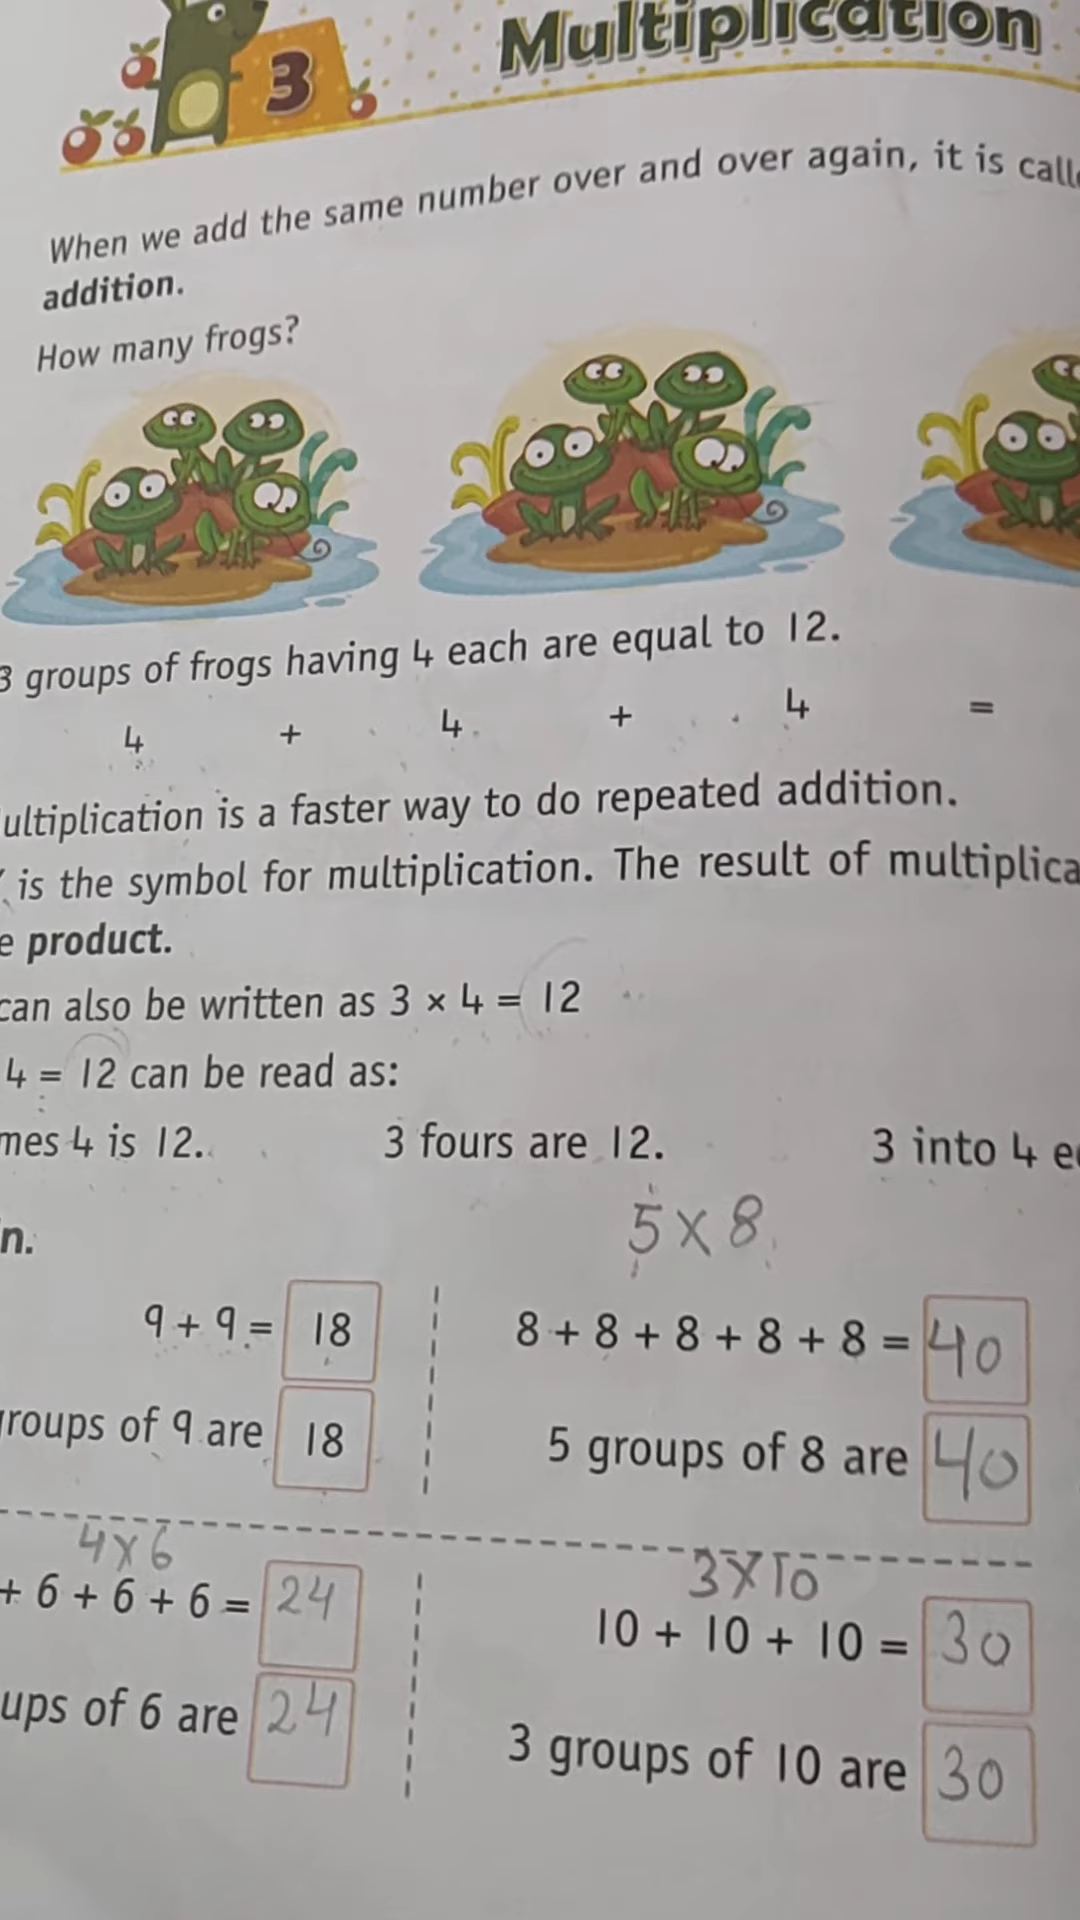 3
Multiplication
When we add the same number over and over again, it is
addition.
How many frogs?
3 groups of frogs having 4 each are equal to 12.
4 + 4 + 4 =
ultiplication is a faster way to do repeated addition.
is the symbol for multiplication. The result of multiplica
e product.
can also be written as 3 × 4 = 12
4 = 12 can be read as:
mes 4 is 12. 3 fours are 12. 3 into 4 e
n.
5 X 8
9 + 9 = 18
8 + 8 + 8 + 8 + 8 = 40
roups of 9 are 18
5 groups of 8 are 40
4 X 6
+ 6 + 6 + 6 = 24
ups of 6 are 24
3 X 10
10 + 10 + 10 = 30
3 groups of 10 are 30